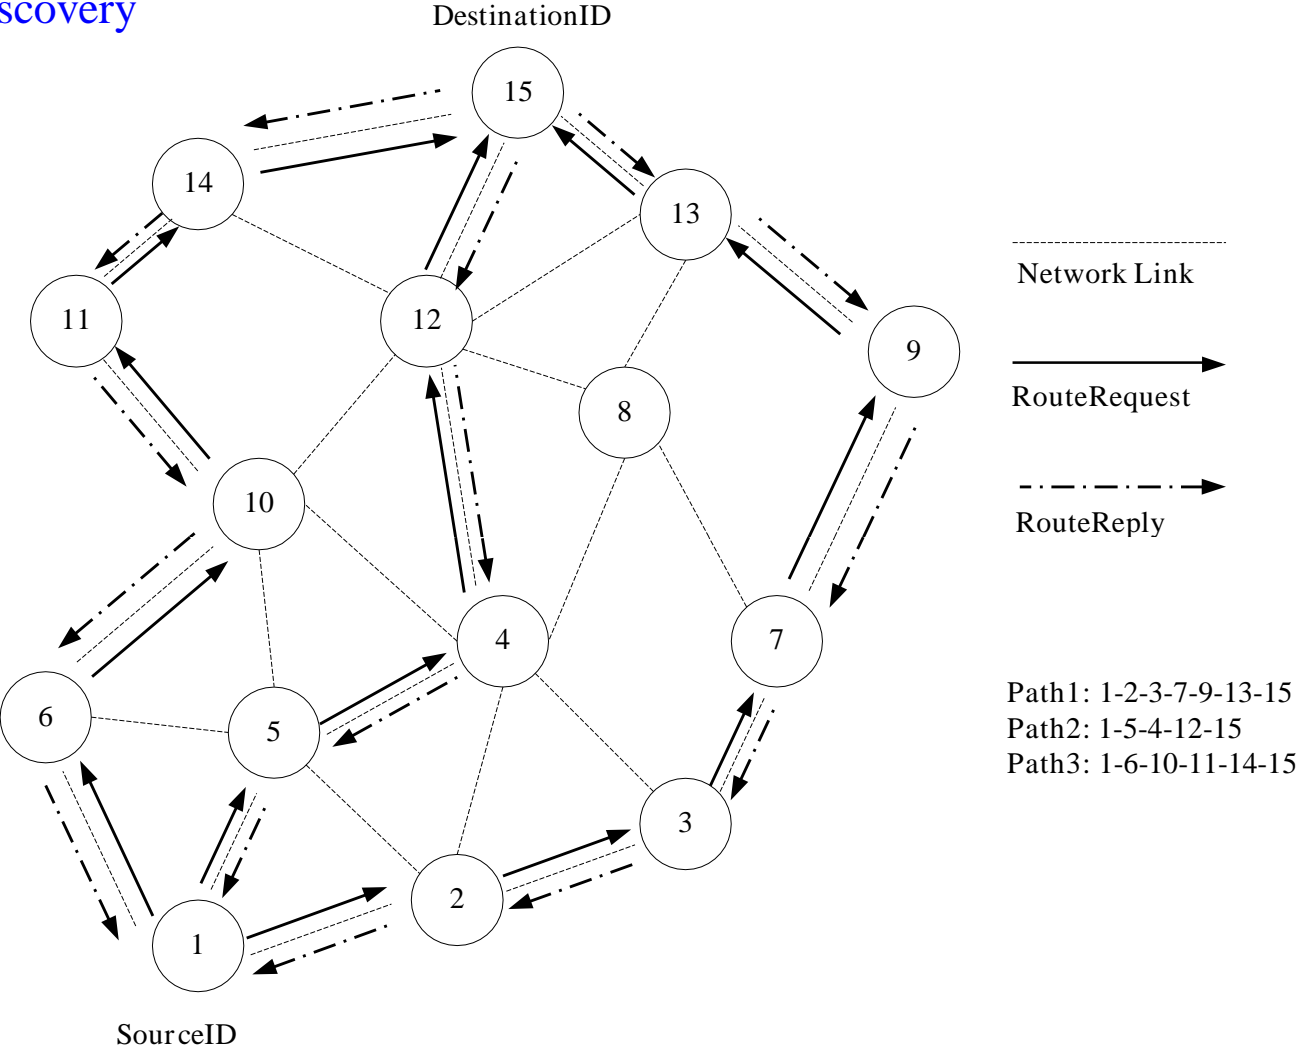 scovery
DestinationID
15
14
13
11
12
9
8
10
4
7
6
5
3
2
1
SourceID
Network Link
RouteRequest
RouteReply
Path1: 1-2-3-7-9-13-15
Path2: 1-5-4-12-15
Path3: 1-6-10-11-14-15